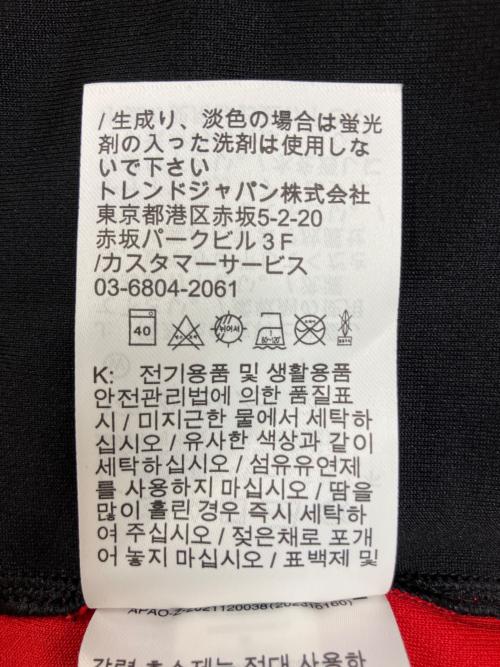 / 生成り、淡色の場合は蛍光
剤の入った洗剤は使用しな
いで下さい
トレンドジャパン株式会社
東京都港区赤坂5-2-20
赤坂パークビル3F
/カスタマーサービス
03-6804-2061
40
80~120
K: 전기용품 및 생활용품
안전관리법에 의한 품질표
시 / 미지근한 물에서 세탁하
십시오 / 유사한 색상과 같이
세탁하십시오 / 섬유유연제
를 사용하지 마십시오 / 땀을
많이 흘린 경우 즉시 세탁하
여 주십시오 / 젖은채로 포개
어 놓지 마십시오 / 표백제 및